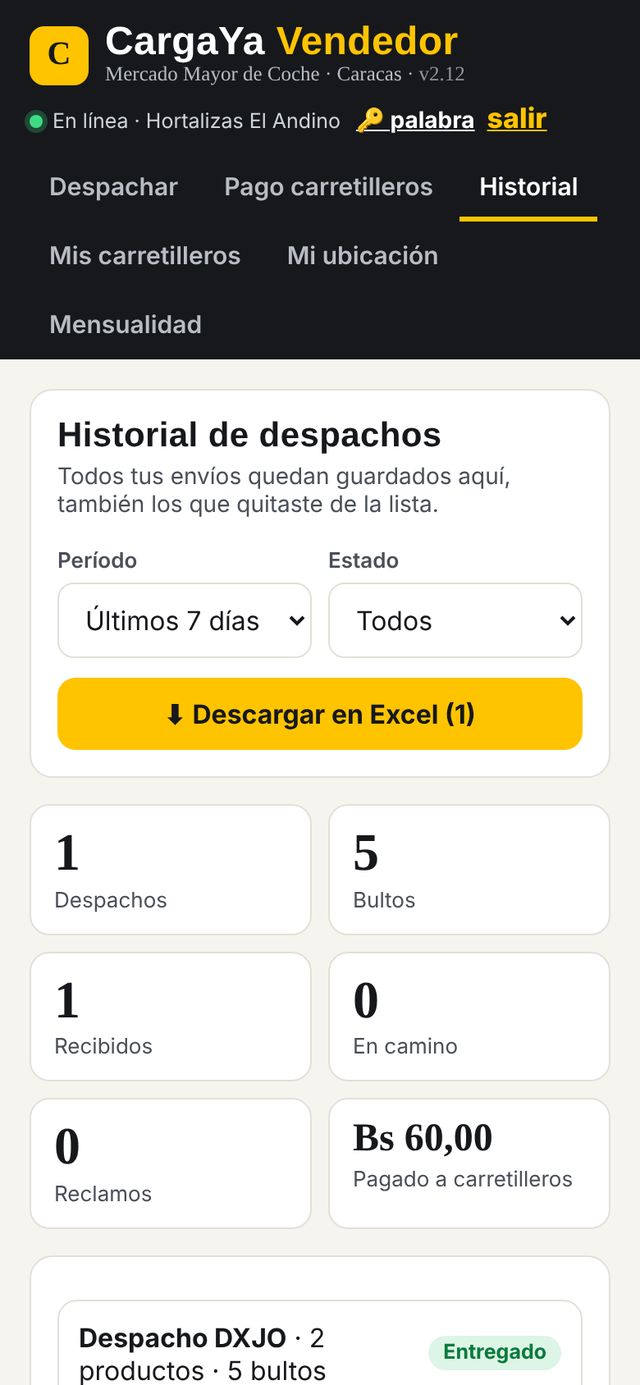 C
CargaYa Vendedor
Mercado Mayor de Coche · Caracas · v2.12
En línea · Hortalizas El Andino 🔑 palabra salir
Despachar Pago carretilleros Historial
Mis carretilleros Mi ubicación
Mensualidad
Historial de despachos
Todos tus envíos quedan guardados aquí,
también los que quitaste de la lista.
Período Estado
Últimos 7 días Todos
⬇ Descargar en Excel (1)
1 5
Despachos Bultos
1 0
Recibidos En camino
0 Bs 60,00
Reclamos Pagado a carretilleros
Despacho DXJO · 2
productos · 5 bultos
Entregado